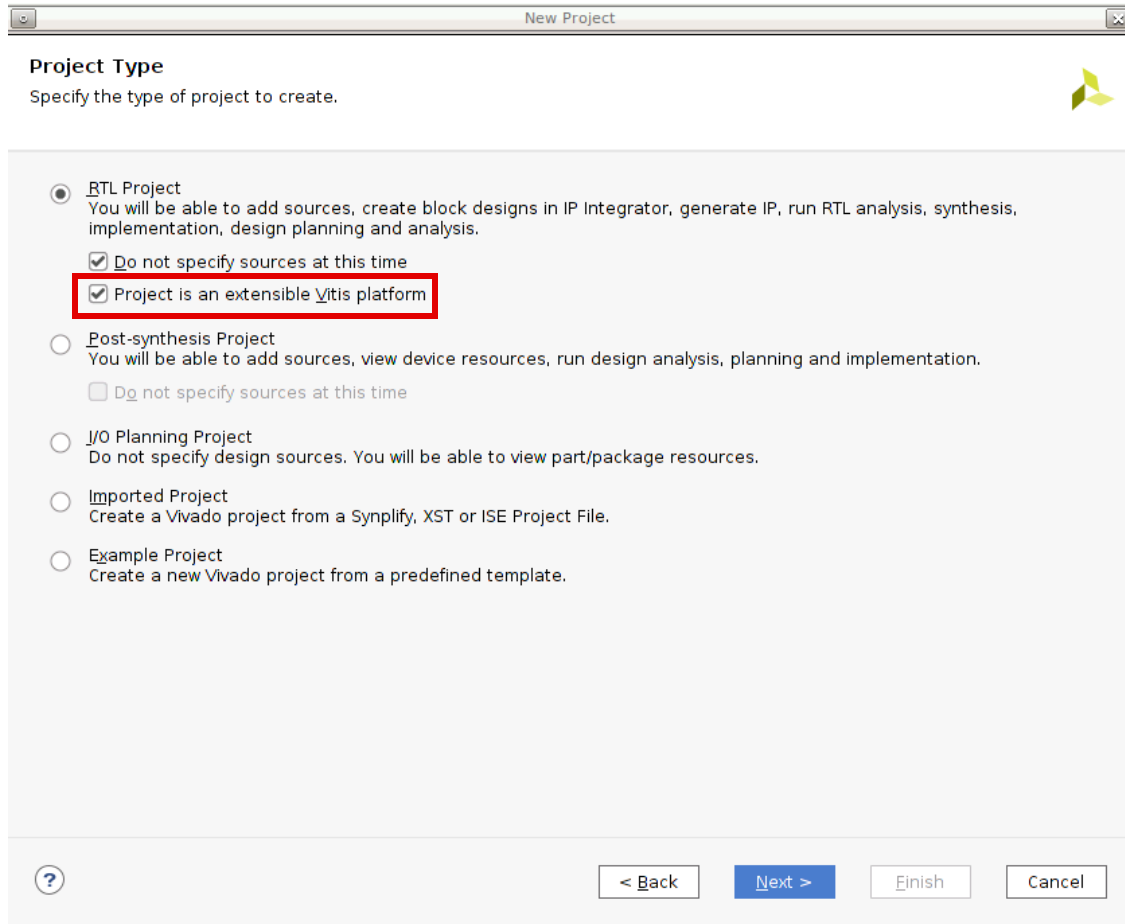 New Project
Project Type
Specify the type of project to create.
RTL Project
You will be able to add sources, create block designs in IP Integrator, generate IP, run RTL analysis, synthesis,
implementation, design planning and analysis.
Do not specify sources at this time
Project is an extensible Vitis platform
Post-synthesis Project
You will be able to add sources, view device resources, run design analysis, planning and implementation.
Do not specify sources at this time
I/O Planning Project
Do not specify design sources. You will be able to view part/package resources.
Imported Project
Create a Vivado project from a Synplify, XST or ISE Project File.
Example Project
Create a new Vivado project from a predefined template.
?
< Back
Next >
Finish
Cancel